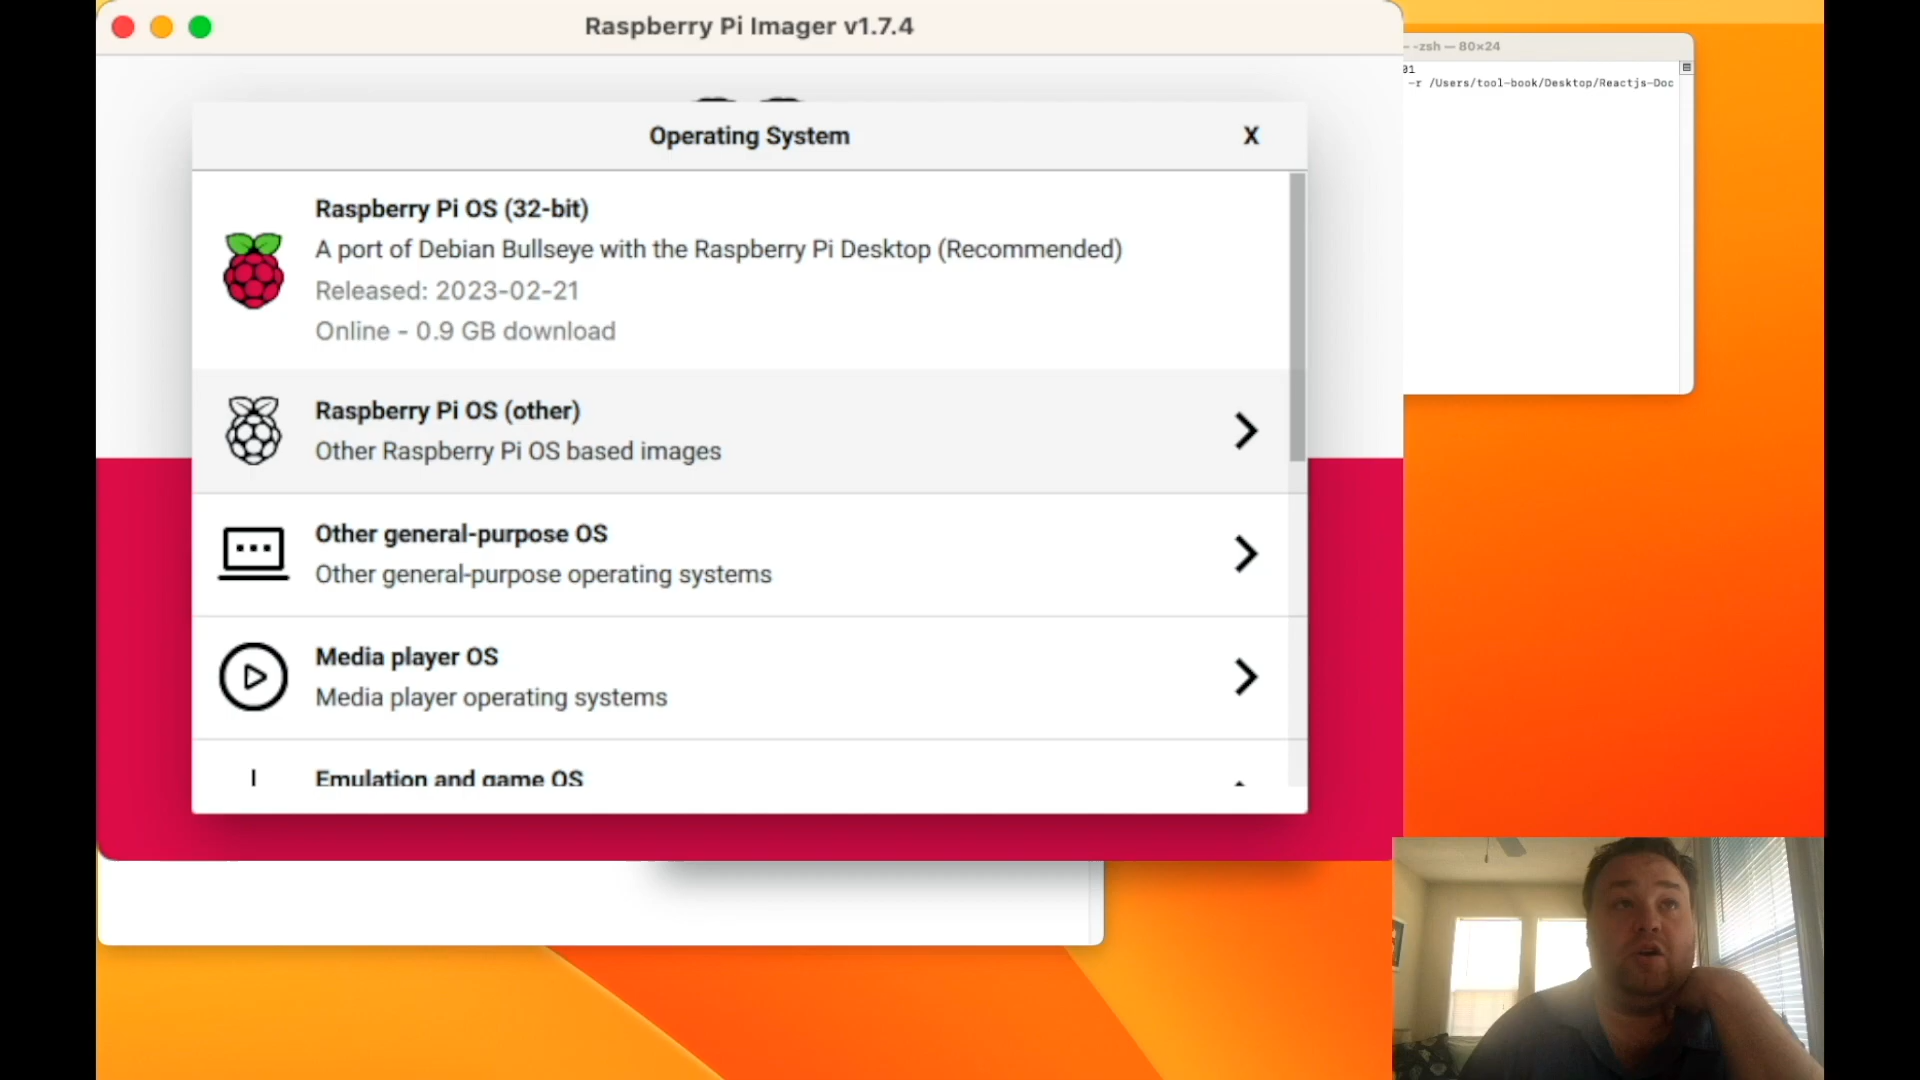 Raspberry Pi Imager v1.7.4
-zsh — 80×24
01
-r /Users/tool-book/Desktop/Reactjs-Doc
Operating System
X
Raspberry Pi OS (32-bit)
A port of Debian Bullseye with the Raspberry Pi Desktop (Recommended)
Released: 2023-02-21
Online - 0.9 GB download
Raspberry Pi OS (other)
Other Raspberry Pi OS based images
Other general-purpose OS
Other general-purpose operating systems
Media player OS
Media player operating systems
Emulation and game OS